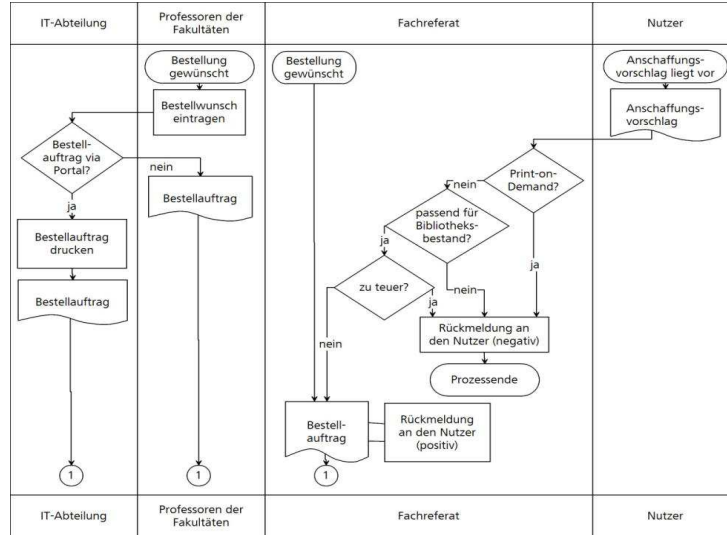 IT-Abteilung
Professoren der
Fakultäten
Fachreferat
Nutzer
Bestellung
gewünscht
Bestellung
gewünscht
Anschaffungs-
vorschlag liegt vor
Bestellwunsch
eintragen
Anschaffungs-
vorschlag
Bestell-
auftrag via
Portal?
nein
ja
Bestellauftrag
Print-on-
Demand?
nein
ja
passend für
Bibliotheks-
bestand?
ja
nein
Bestellauftrag
drucken
Bestellauftrag
zu teuer?
ja
nein
Rückmeldung an
den Nutzer (negativ)
Prozessende
Bestell-
auftrag
Rückmeldung
an den Nutzer
(positiv)
1
1
1
IT-Abteilung
Professoren der
Fakultäten
Fachreferat
Nutzer